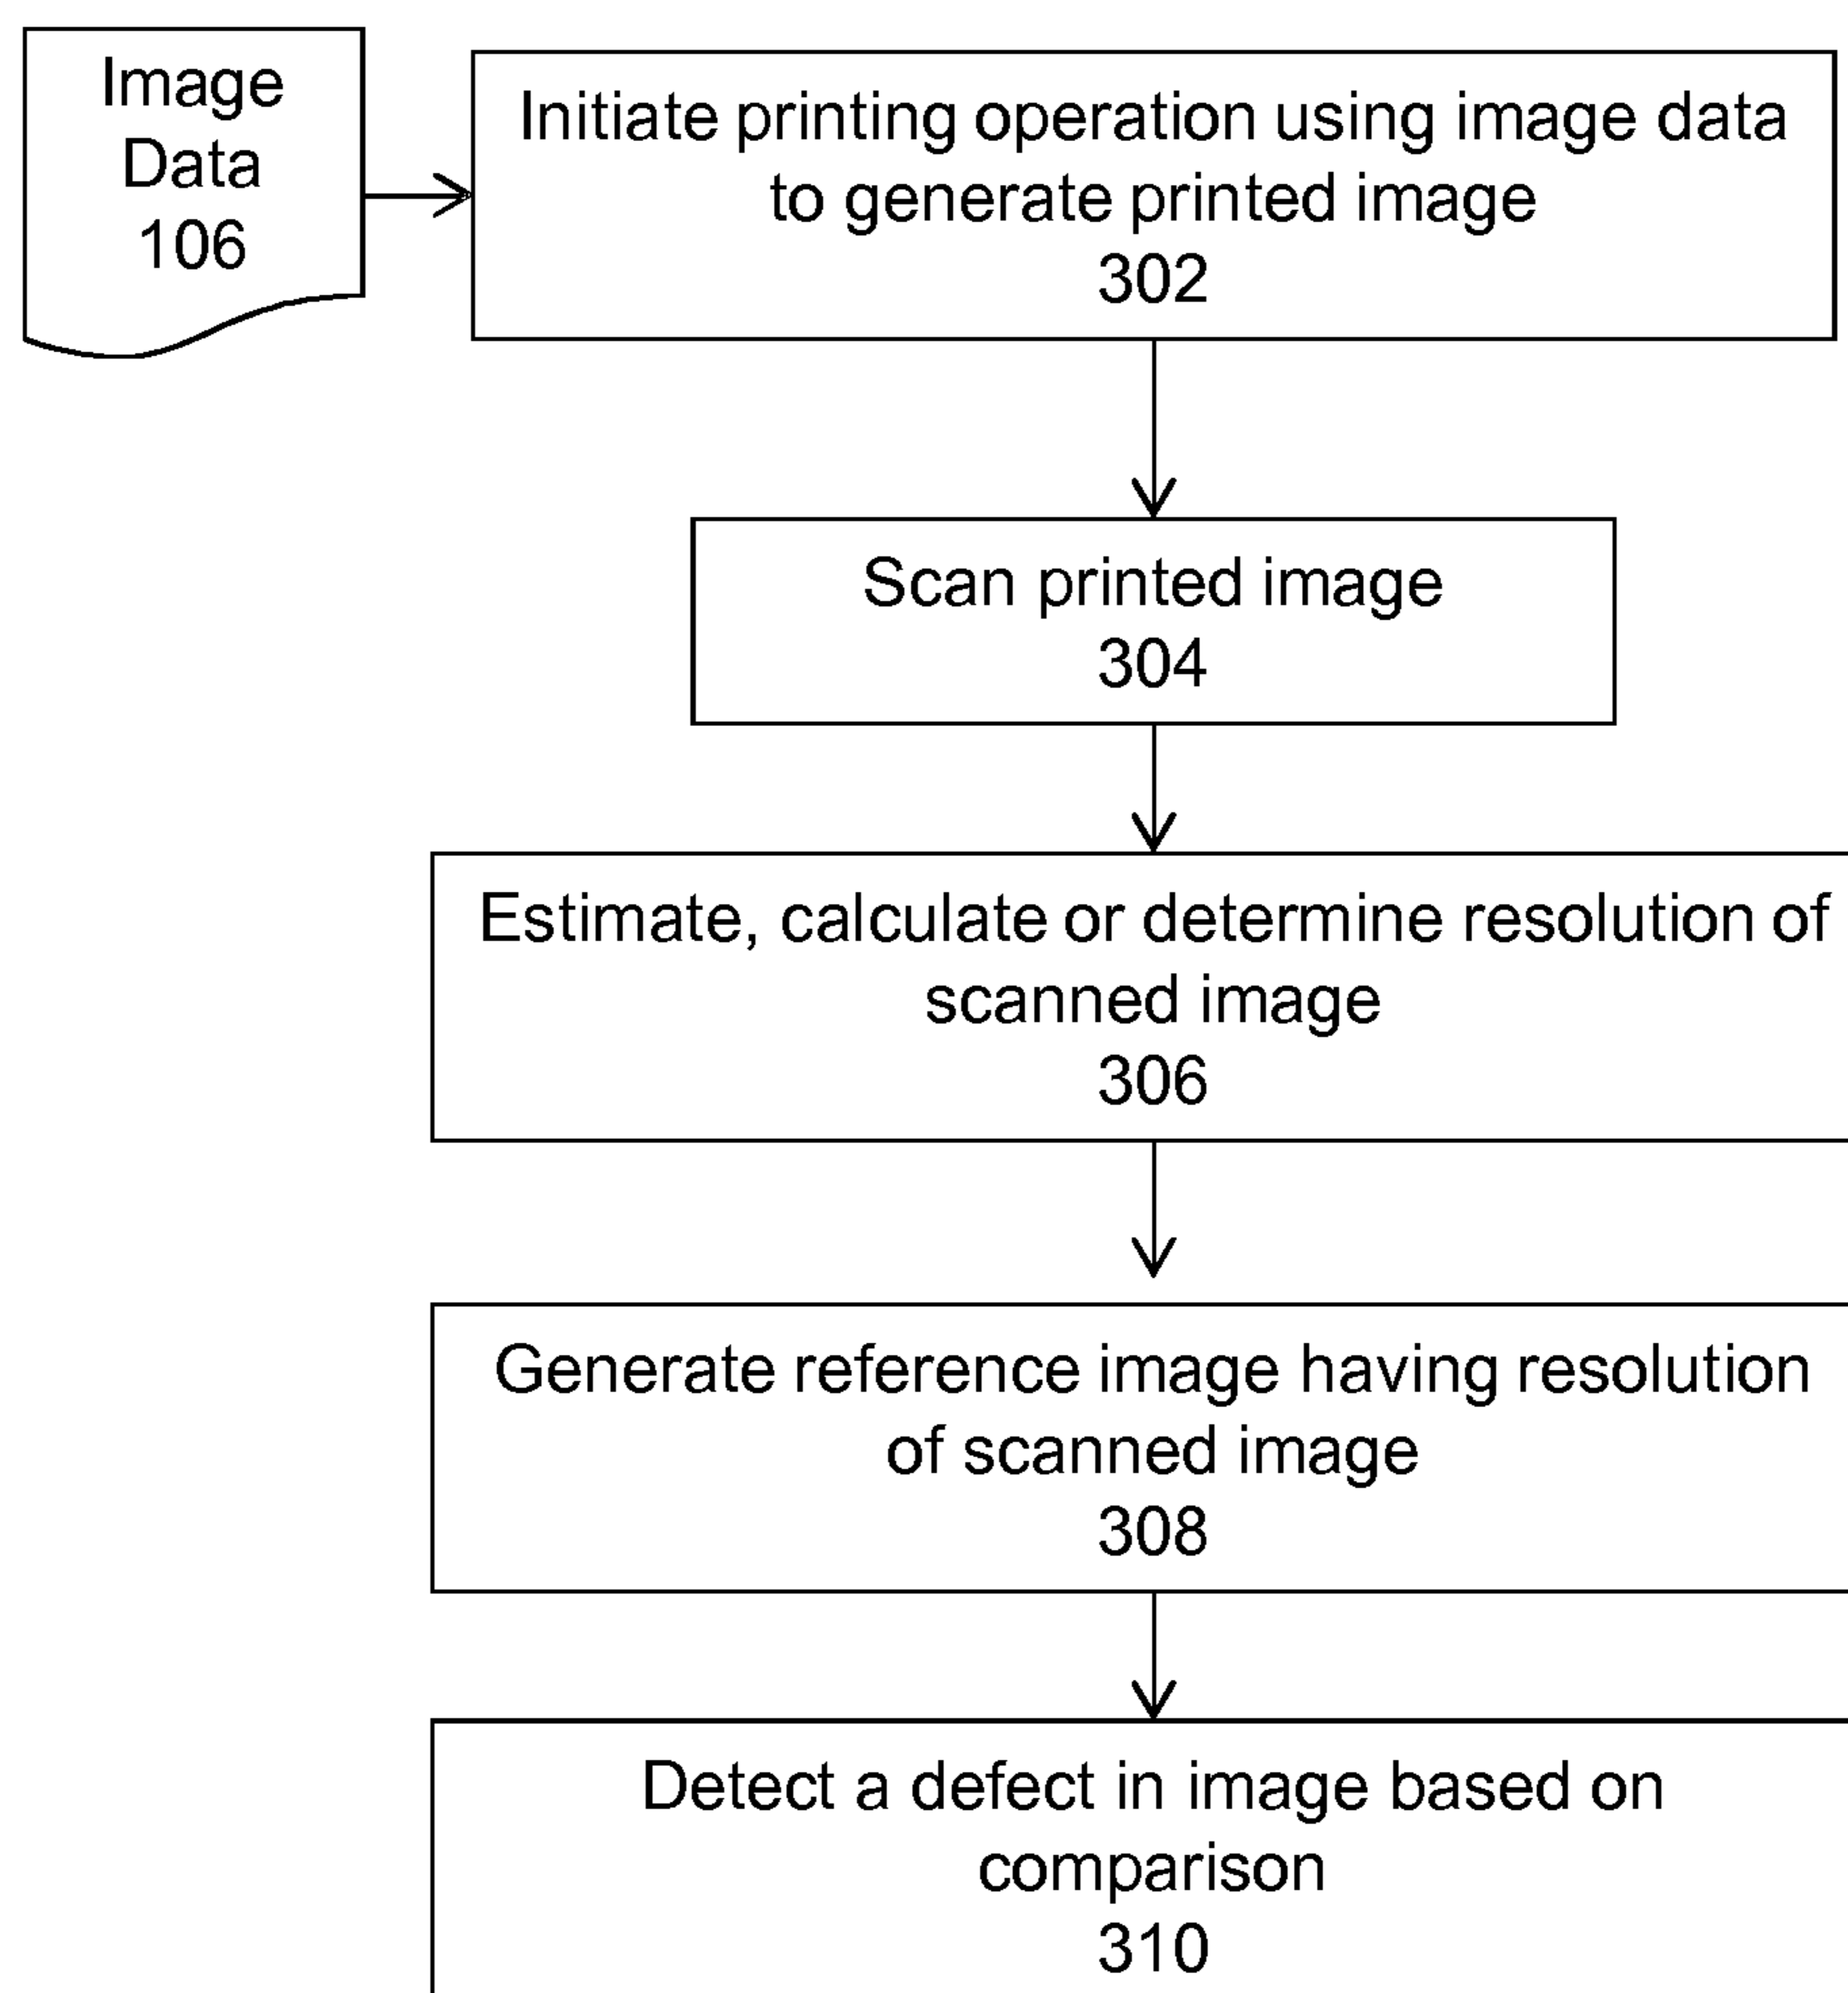 Image
Data
106
Initiate printing operation using image data
to generate printed image
302
Scan printed image
304
Estimate, calculate or determine resolution of
scanned image
306
Generate reference image having resolution
of scanned image
308
Detect a defect in image based on
comparison
310